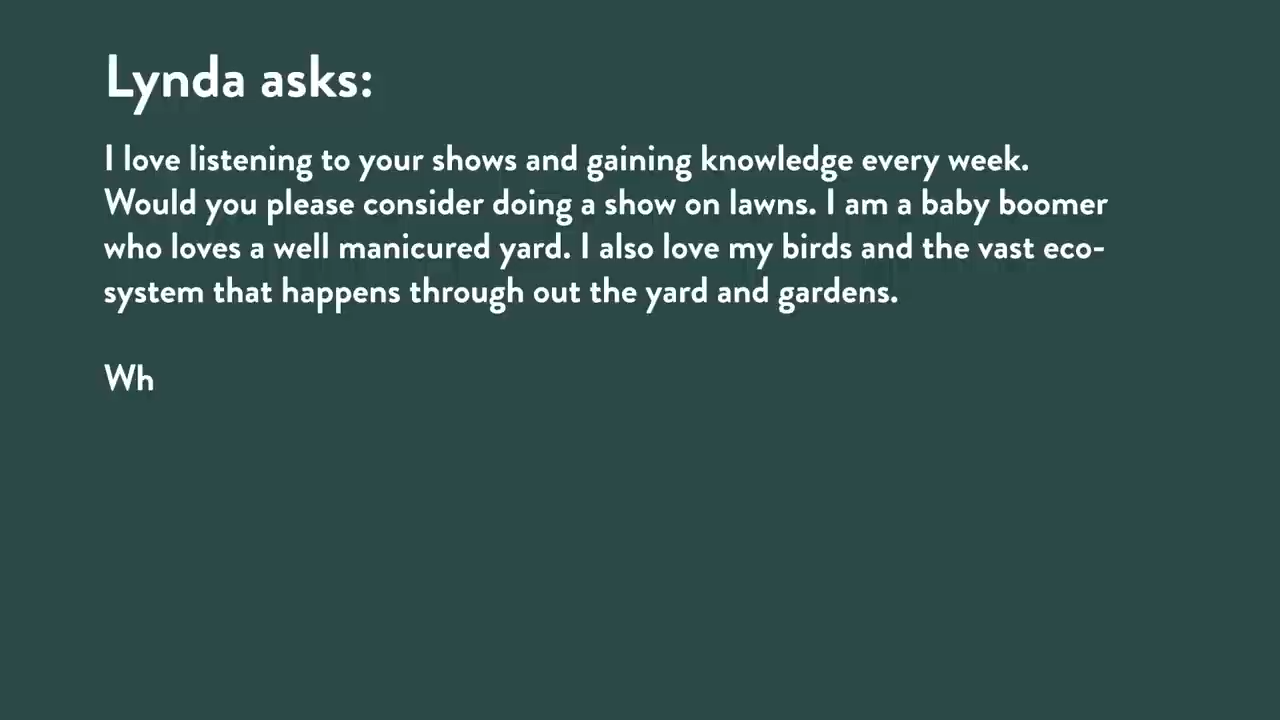 Lynda asks:
I love listening to your shows and gaining knowledge every week.
Would you please consider doing a show on lawns. I am a baby boomer
who loves a well manicured yard. I also love my birds and the vast eco-
system that happens through out the yard and gardens.
Wh